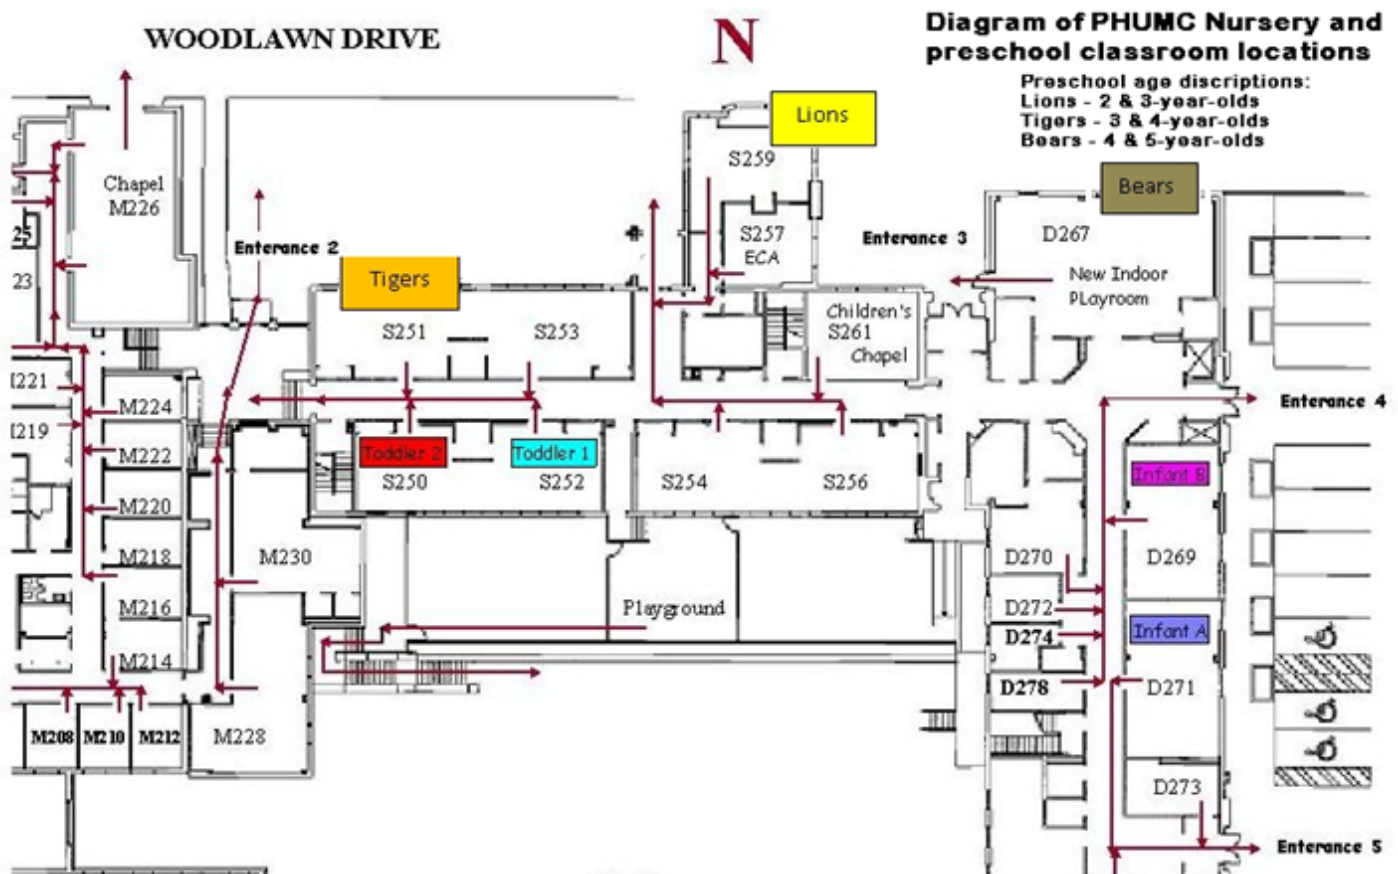 WOODLAWN DRIVE
N
Diagram of PHUMC Nursery and
preschool classroom locations
Preschool age discriptions:
Lions - 2 & 3-year-olds
Tigers - 3 & 4-year-olds
Bears - 4 & 5-year-olds
Lions
S259
Chapel
M226
Bears
25
23
Enterance 2
S257
ECA
Enterance 3
D267
New Indoor
PLayroom
Tigers
S251
S253
Children's
S261
Chapel
221
M224
219
M222
Enterance 4
Toddler 2
Toddler 1
S250
S252
S254
S256
Infant B
M220
M218
M230
D270
D269
M216
Playground
D272
D274
Infant A
M214
D278
D271
M208
M210
M212
M228
D273
Enterance 5